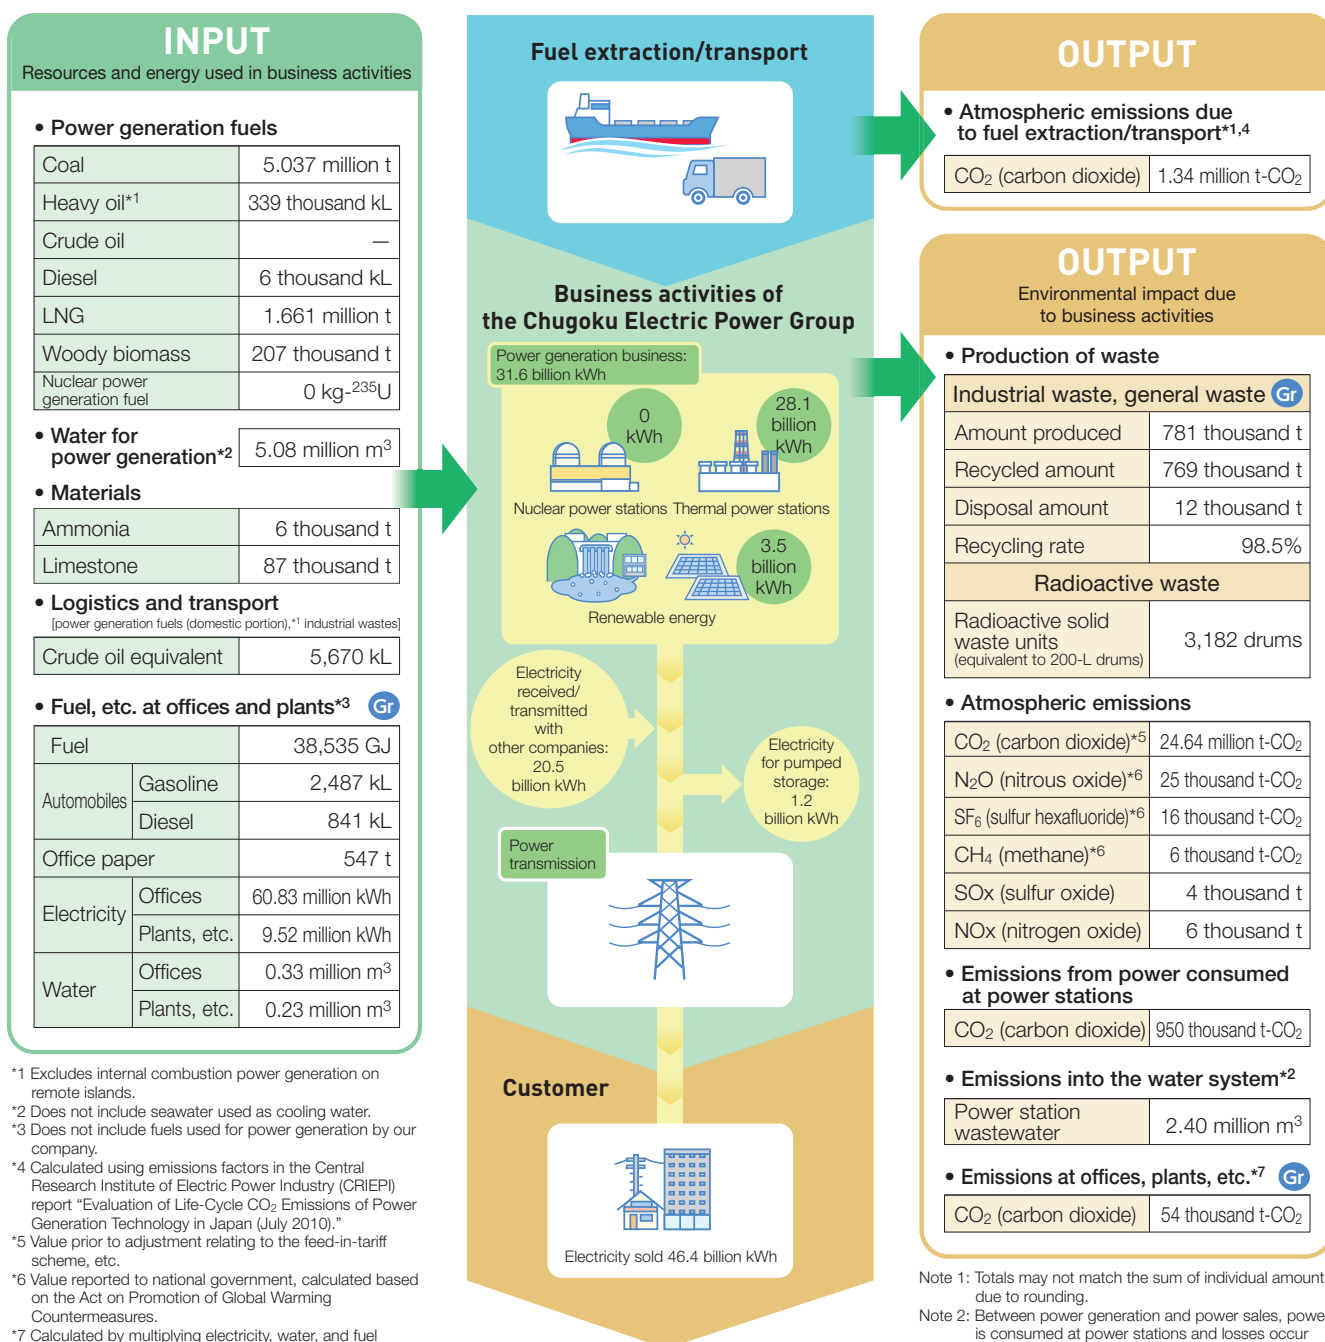 INPUT
Resources and energy used in business activities
• Power generation fuels
Coal 5.037 million t
Heavy oil*1 339 thousand kL
Crude oil —
Diesel 6 thousand kL
LNG 1.661 million t
Woody biomass 207 thousand t
Nuclear power
generation fuel 0 kg-235U
• Water for
power generation*2 5.08 million m3
• Materials
Ammonia 6 thousand t
Limestone 87 thousand t
• Logistics and transport
[power generation fuels (domestic portion),*1 industrial wastes]
Crude oil equivalent 5,670 kL
• Fuel, etc. at offices and plants*3 Gr
Fuel 38,535 GJ
Automobiles Gasoline 2,487 kL
Diesel 841 kL
Office paper 547 t
Electricity Offices 60.83 million kWh
Plants, etc. 9.52 million kWh
Water Offices 0.33 million m3
Plants, etc. 0.23 million m3
*1 Excludes internal combustion power generation on
remote islands.
*2 Does not include seawater used as cooling water.
*3 Does not include fuels used for power generation by our
company.
*4 Calculated using emissions factors in the Central
Research Institute of Electric Power Industry (CRIEPI)
report “Evaluation of Life-Cycle CO2 Emissions of Power
Generation Technology in Japan (July 2010).”
*5 Value prior to adjustment relating to the feed-in-tariff
scheme, etc.
*6 Value reported to national government, calculated based
on the Act on Promotion of Global Warming
Countermeasures.
*7 Calculated by multiplying electricity, water, and fuel
Fuel extraction/transport
Business activities of
the Chugoku Electric Power Group
Power generation business:
31.6 billion kWh
0
kWh
28.1
billion
kWh
Nuclear power stations Thermal power stations
3.5
billion
kWh
Renewable energy
Electricity
received/
transmitted
with
other companies:
20.5
billion kWh
Electricity
for pumped
storage:
1.2
billion kWh
Power
transmission
Customer
Electricity sold 46.4 billion kWh
OUTPUT
• Atmospheric emissions due
to fuel extraction/transport*1,4
CO2 (carbon dioxide) 1.34 million t-CO2
OUTPUT
Environmental impact due
to business activities
• Production of waste
Industrial waste, general waste Gr
Amount produced 781 thousand t
Recycled amount 769 thousand t
Disposal amount 12 thousand t
Recycling rate 98.5%
Radioactive waste
Radioactive solid
waste units
(equivalent to 200-L drums) 3,182 drums
• Atmospheric emissions
CO2 (carbon dioxide)*5 24.64 million t-CO2
N2O (nitrous oxide)*6 25 thousand t-CO2
SF6 (sulfur hexafluoride)*6 16 thousand t-CO2
CH4 (methane)*6 6 thousand t-CO2
SOx (sulfur oxide) 4 thousand t
NOx (nitrogen oxide) 6 thousand t
• Emissions from power consumed
at power stations
CO2 (carbon dioxide) 950 thousand t-CO2
• Emissions into the water system*2
Power station
wastewater 2.40 million m3
• Emissions at offices, plants, etc.*7 Gr
CO2 (carbon dioxide) 54 thousand t-CO2
Note 1: Totals may not match the sum of individual amount
due to rounding.
Note 2: Between power generation and power sales, powe
is consumed at power stations and losses occur